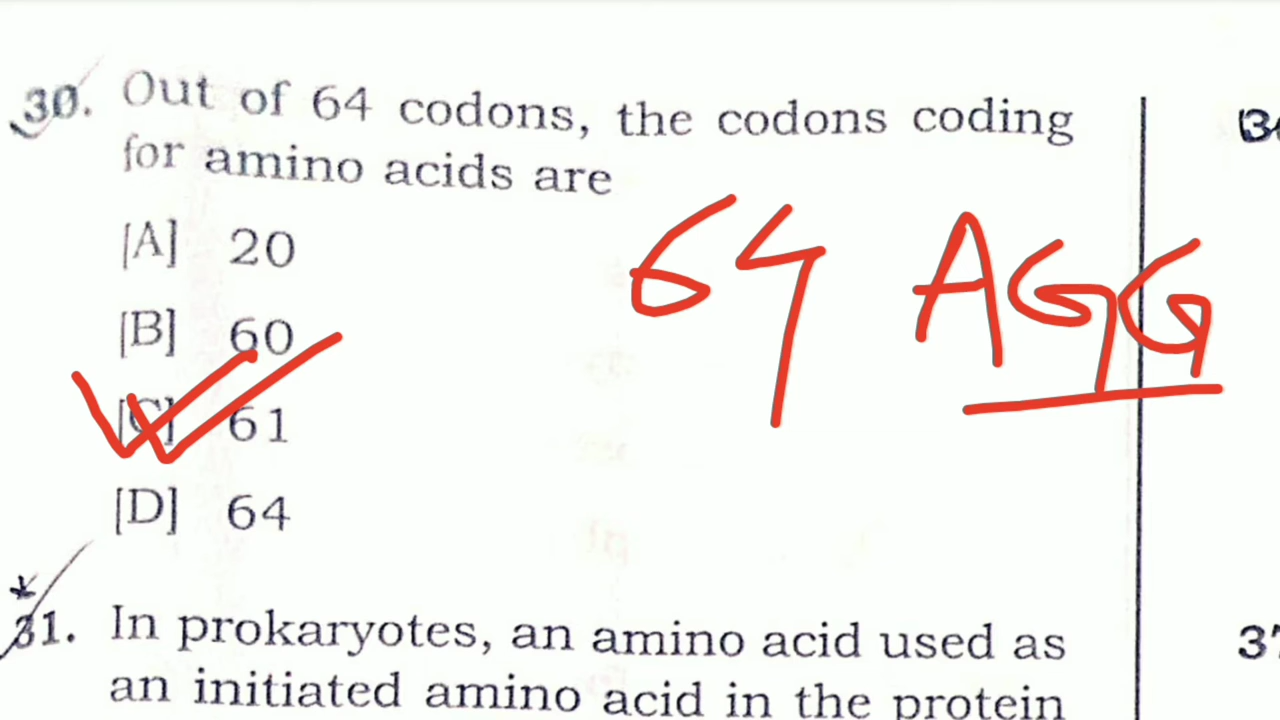 30. Out of 64 codons, the codons coding
for amino acids are
[A] 20
[B] 60
[C] 61
[D] 64
64 AGG
31. In prokaryotes, an amino acid used as
an initiated amino acid in the protein
37